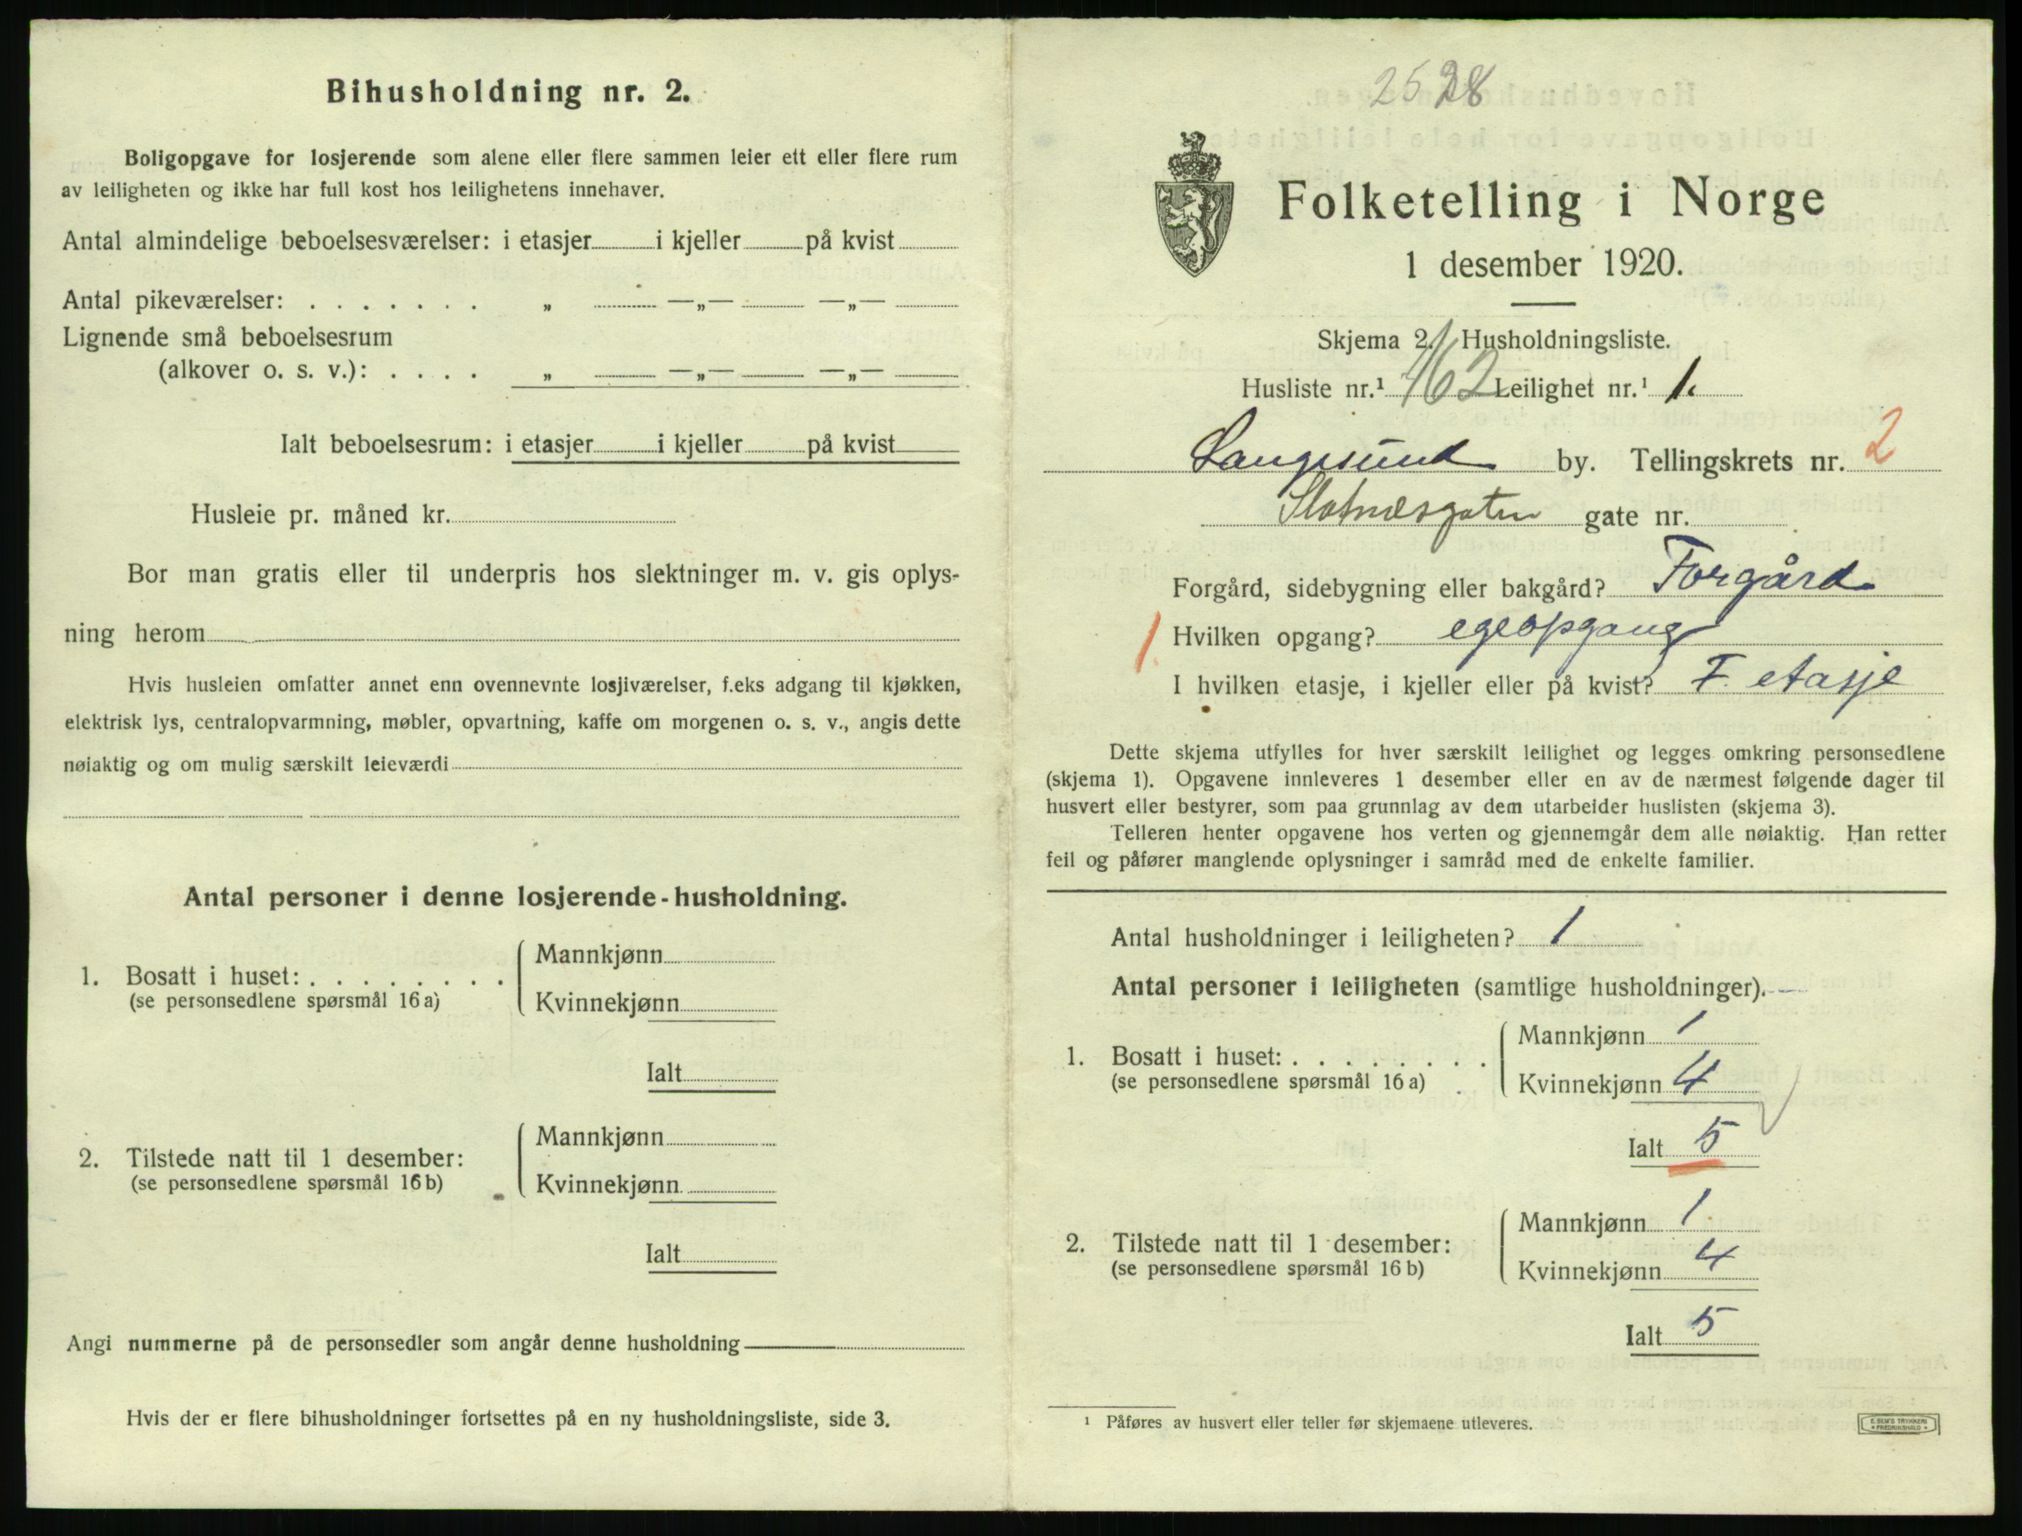 Bihusholdning nr. 2.
Boligopgave for losjerende som alene eller flere sammen leier ett eller flere rum
av leiligheten og ikke har full kost hos leilighetens innehaver.
Antal almindelige beboelsesværelser: i etasjer i kjeller på kvist
Antal pikeværelser: . . . . . . . „ —„— —„—
Lignende små beboelsesrum
(alkover o. s. v.): . . . . „ —„— —„—
Ialt beboelsesrum: i etasjer i kjeller på kvist
Husleie pr. måned kr.
Bor man gratis eller til underpris hos slektninger m. v. gis oplys-
ning herom
Hvis husleien omfatter annet enn ovennevnte losjiværelser, f.eks adgang til kjøkken,
elektrisk lys, centralopvarmning, møbler, opvartning, kaffe om morgenen o. s. v., angis dette
nøiaktig og om mulig særskilt leieværdi
Antal personer i denne losjerende-husholdning.
1. Bosatt i huset: . . . . . . . .
(se personsedlene spørsmål 16 a)
Mannkjønn
Kvinnekjønn
Ialt
2. Tilstede natt til 1 desember:
(se personsedlene spørsmål 16 b)
Mannkjønn
Kvinnekjønn
Ialt
Angi nummerne på de personsedler som angår denne husholdning
Hvis der er flere bihusholdninger fortsettes på en ny husholdningsliste, side 3.
Folketelling i Norge
1 desember 1920.
Skjema 2. Husholdningsliste.
Husliste nr.¹ 162 Leilighet nr.¹ 1.
Langesund by. Tellingskrets nr. 2
gate nr.
Forgård, sidebygning eller bakgård? Forgård
1 Hvilken opgang? egeopgang
I hvilken etasje, i kjeller eller på kvist? F. etasje
Dette skjema utfylles for hver særskilt leilighet og legges omkring personsedlene
(skjema 1). Opgavene innleveres 1 desember eller en av de nærmest følgende dager til
husvert eller bestyrer, som paa grunnlag av dem utarbeider huslisten (skjema 3).
Telleren henter opgavene hos verten og gjennemgår dem alle nøiaktig. Han retter
feil og påfører manglende oplysninger i samråd med de enkelte familier.
Antal husholdninger i leiligheten? 1
Antal personer i leiligheten (samtlige husholdninger).
1. Bosatt i huset: . . . . . . . .
(se personsedlene spørsmål 16 a)
Mannkjønn 1
Kvinnekjønn 4
Ialt 5
2. Tilstede natt til 1 desember:
(se personsedlene spørsmål 16 b)
Mannkjønn 1
Kvinnekjønn 4
Ialt 5
¹ Påføres av husvert eller teller før skjemaene utleveres.